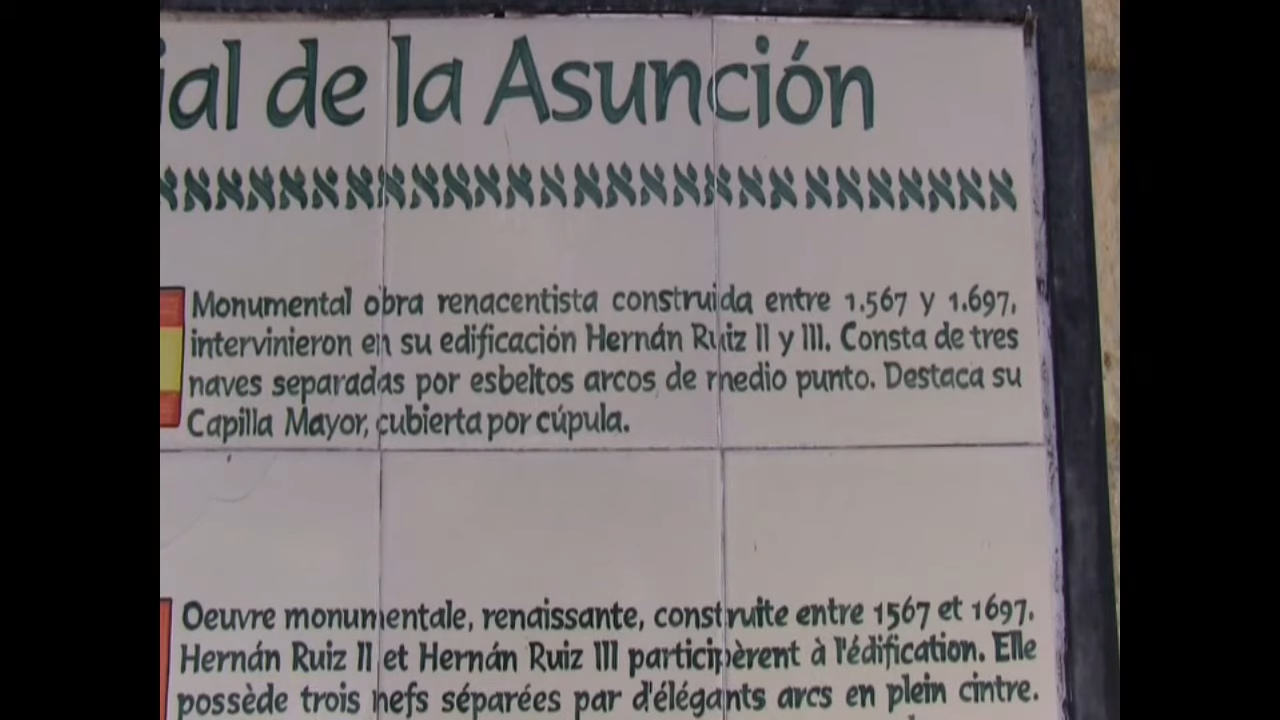 ial de la Asunción
Monumental obra renacentista construida entre 1.567 y 1.697,
intervinieron en su edificación Hernán Ruiz II y III. Consta de tres
naves separadas por esbeltos arcos de medio punto. Destaca su
Capilla Mayor, cubierta por cúpula.
Oeuvre monumentale, renaissante, construite entre 1567 et 1697.
Hernán Ruiz II et Hernán Ruiz III participèrent à l'édification. Elle
possède trois nefs séparées par d'élégants arcs en plein cintre.